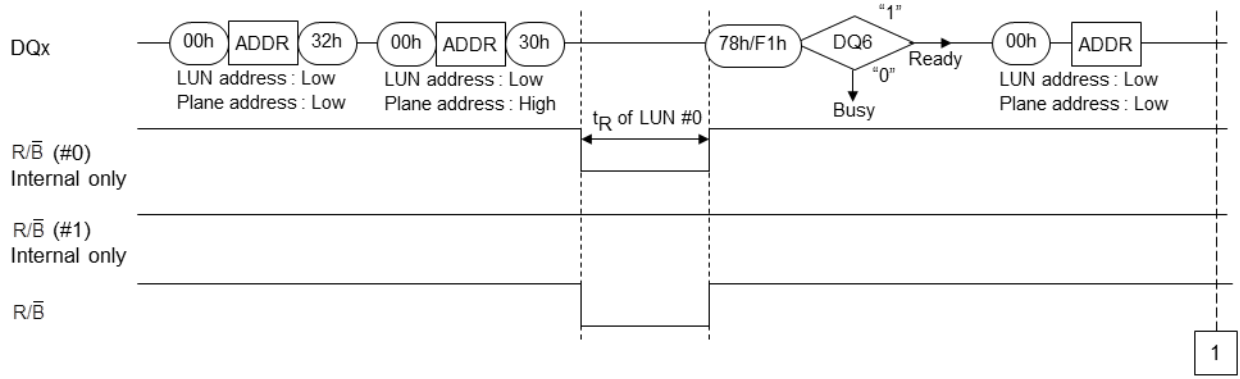 DQx
00h ADDR 32h 00h ADDR 30h 78h/F1h DQ6 "1" Ready "0" Busy 00h ADDR
LUN address : Low
Plane address : Low
LUN address : Low
Plane address : High
LUN address : Low
Plane address : Low
tR of LUN #0
R/B̅ (#0)
Internal only
R/B̅ (#1)
Internal only
R/B̅
1